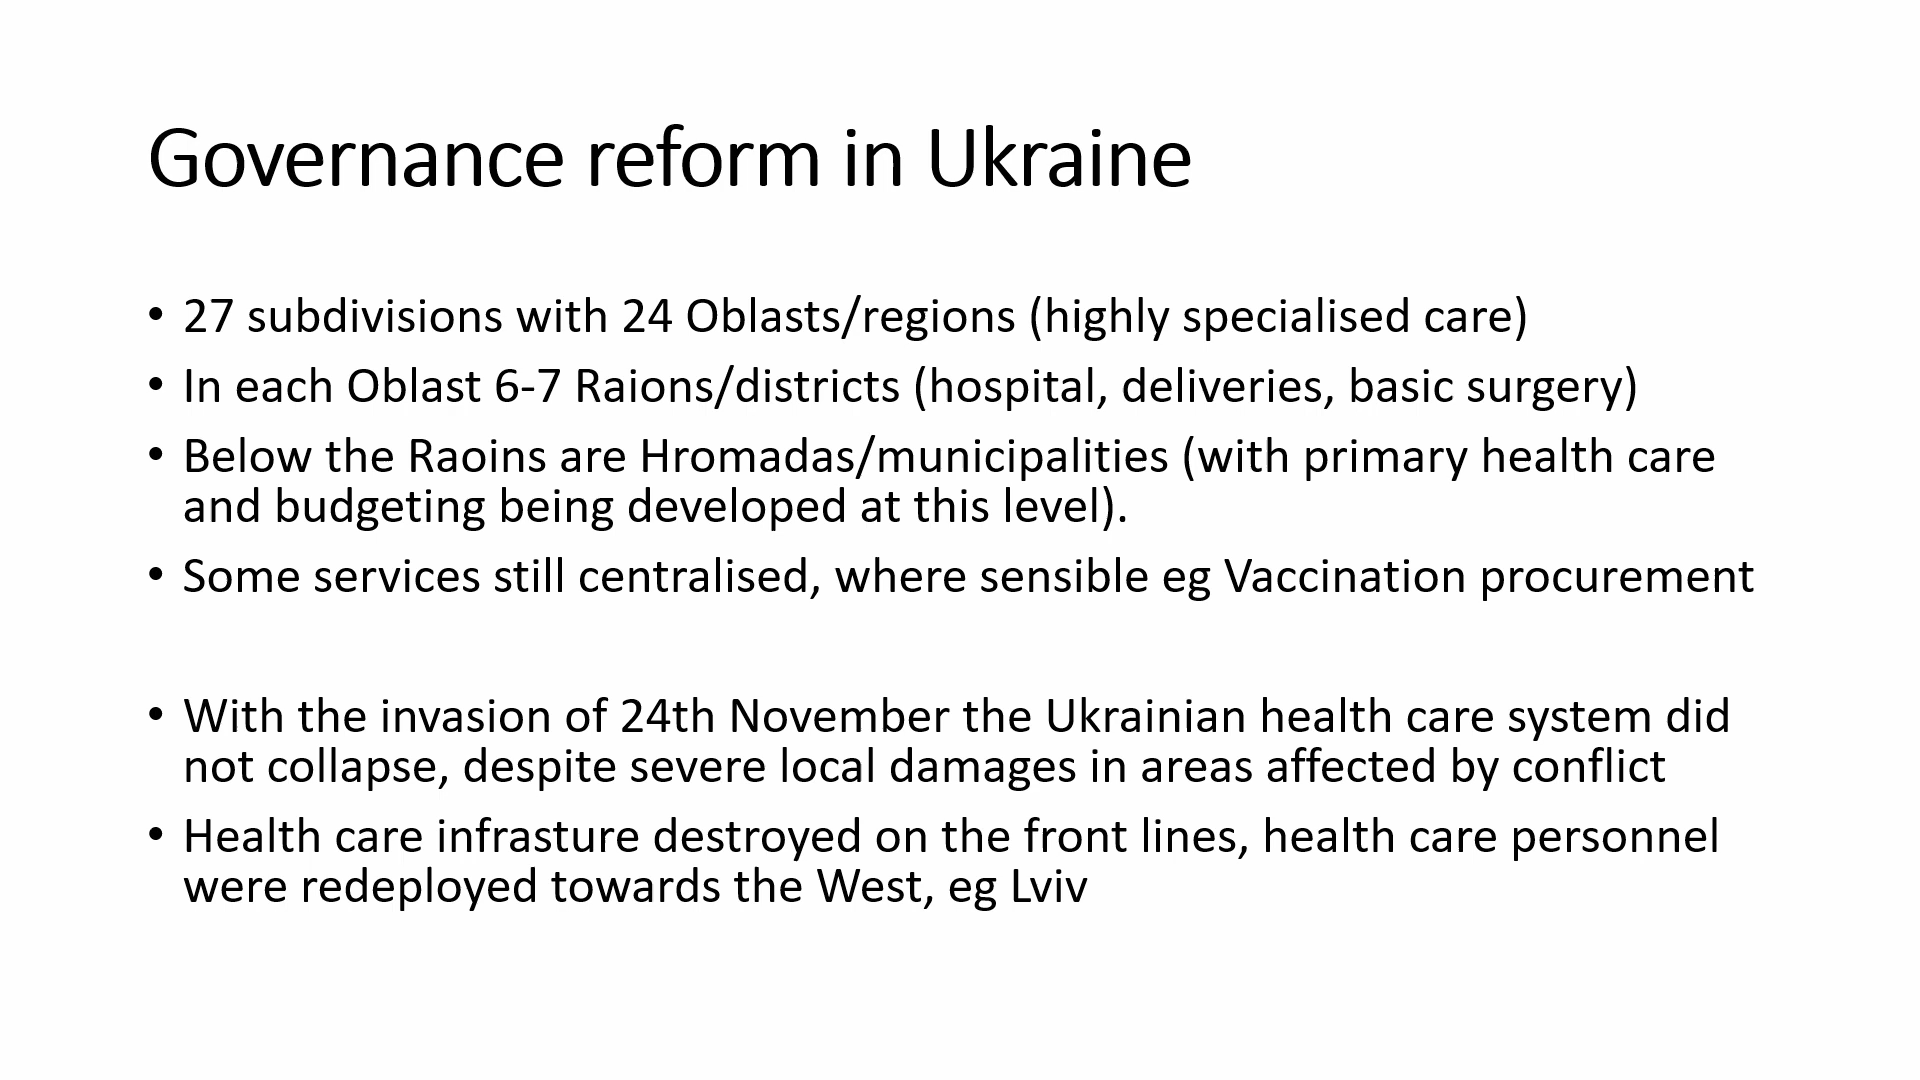 Governance reform in Ukraine
• 27 subdivisions with 24 Oblasts/regions (highly specialised care)
• In each Oblast 6-7 Raions/districts (hospital, deliveries, basic surgery)
• Below the Raoins are Hromadas/municipalities (with primary health care
and budgeting being developed at this level).
• Some services still centralised, where sensible eg Vaccination procurement
• With the invasion of 24th November the Ukrainian health care system did
not collapse, despite severe local damages in areas affected by conflict
• Health care infrasture destroyed on the front lines, health care personnel
were redeployed towards the West, eg Lviv